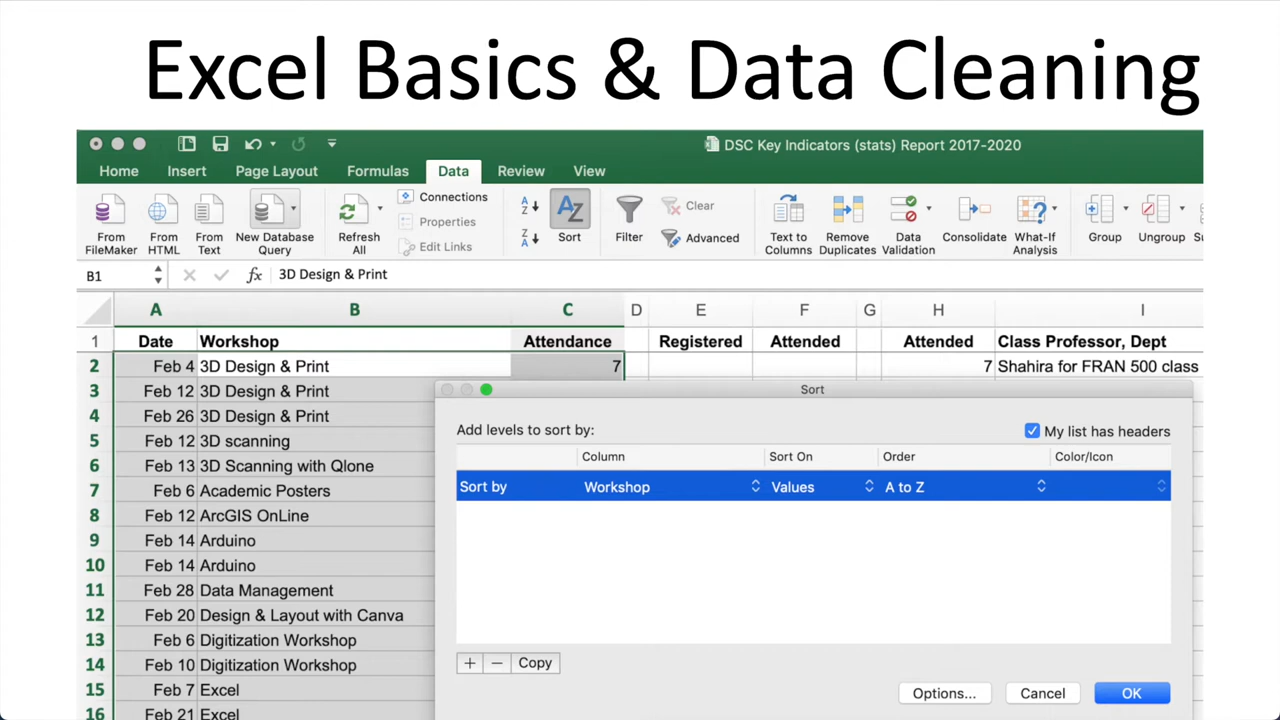 Excel Basics & Data Cleaning
DSC Key Indicators (stats) Report 2017-2020
Home Insert Page Layout Formulas Data Review View
From FileMaker From HTML From Text New Database Query Refresh All Connections Properties Edit Links Sort Filter Clear Advanced Text to Columns Remove Duplicates Data Validation Consolidate What-If Analysis Group Ungroup
B1 fx 3D Design & Print
A B C D E F G H I
1 Date Workshop Attendance Registered Attended Attended Class Professor, Dept
2 Feb 4 3D Design & Print 7 7 Shahira for FRAN 500 class
3 Feb 12 3D Design & Print
4 Feb 26 3D Design & Print
5 Feb 12 3D scanning
6 Feb 13 3D Scanning with Qlone
7 Feb 6 Academic Posters
8 Feb 12 ArcGIS OnLine
9 Feb 14 Arduino
10 Feb 14 Arduino
11 Feb 28 Data Management
12 Feb 20 Design & Layout with Canva
13 Feb 6 Digitization Workshop
14 Feb 10 Digitization Workshop
15 Feb 7 Excel
16 Feb 21 Excel
Sort
Add levels to sort by: My list has headers
Column Sort On Order Color/Icon
Sort by Workshop Values A to Z
+ − Copy
Options... Cancel OK